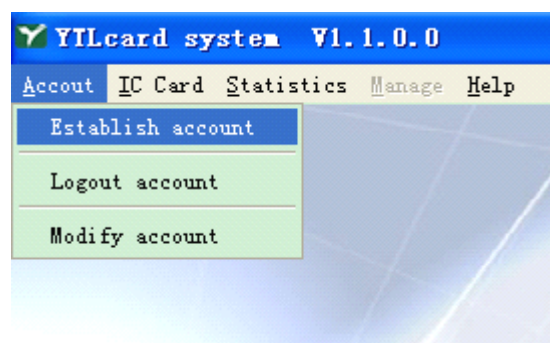 YTLcard system V1.1.0.0
Accout IC Card Statistics Manage Help
Establish account
Logout account
Modify account